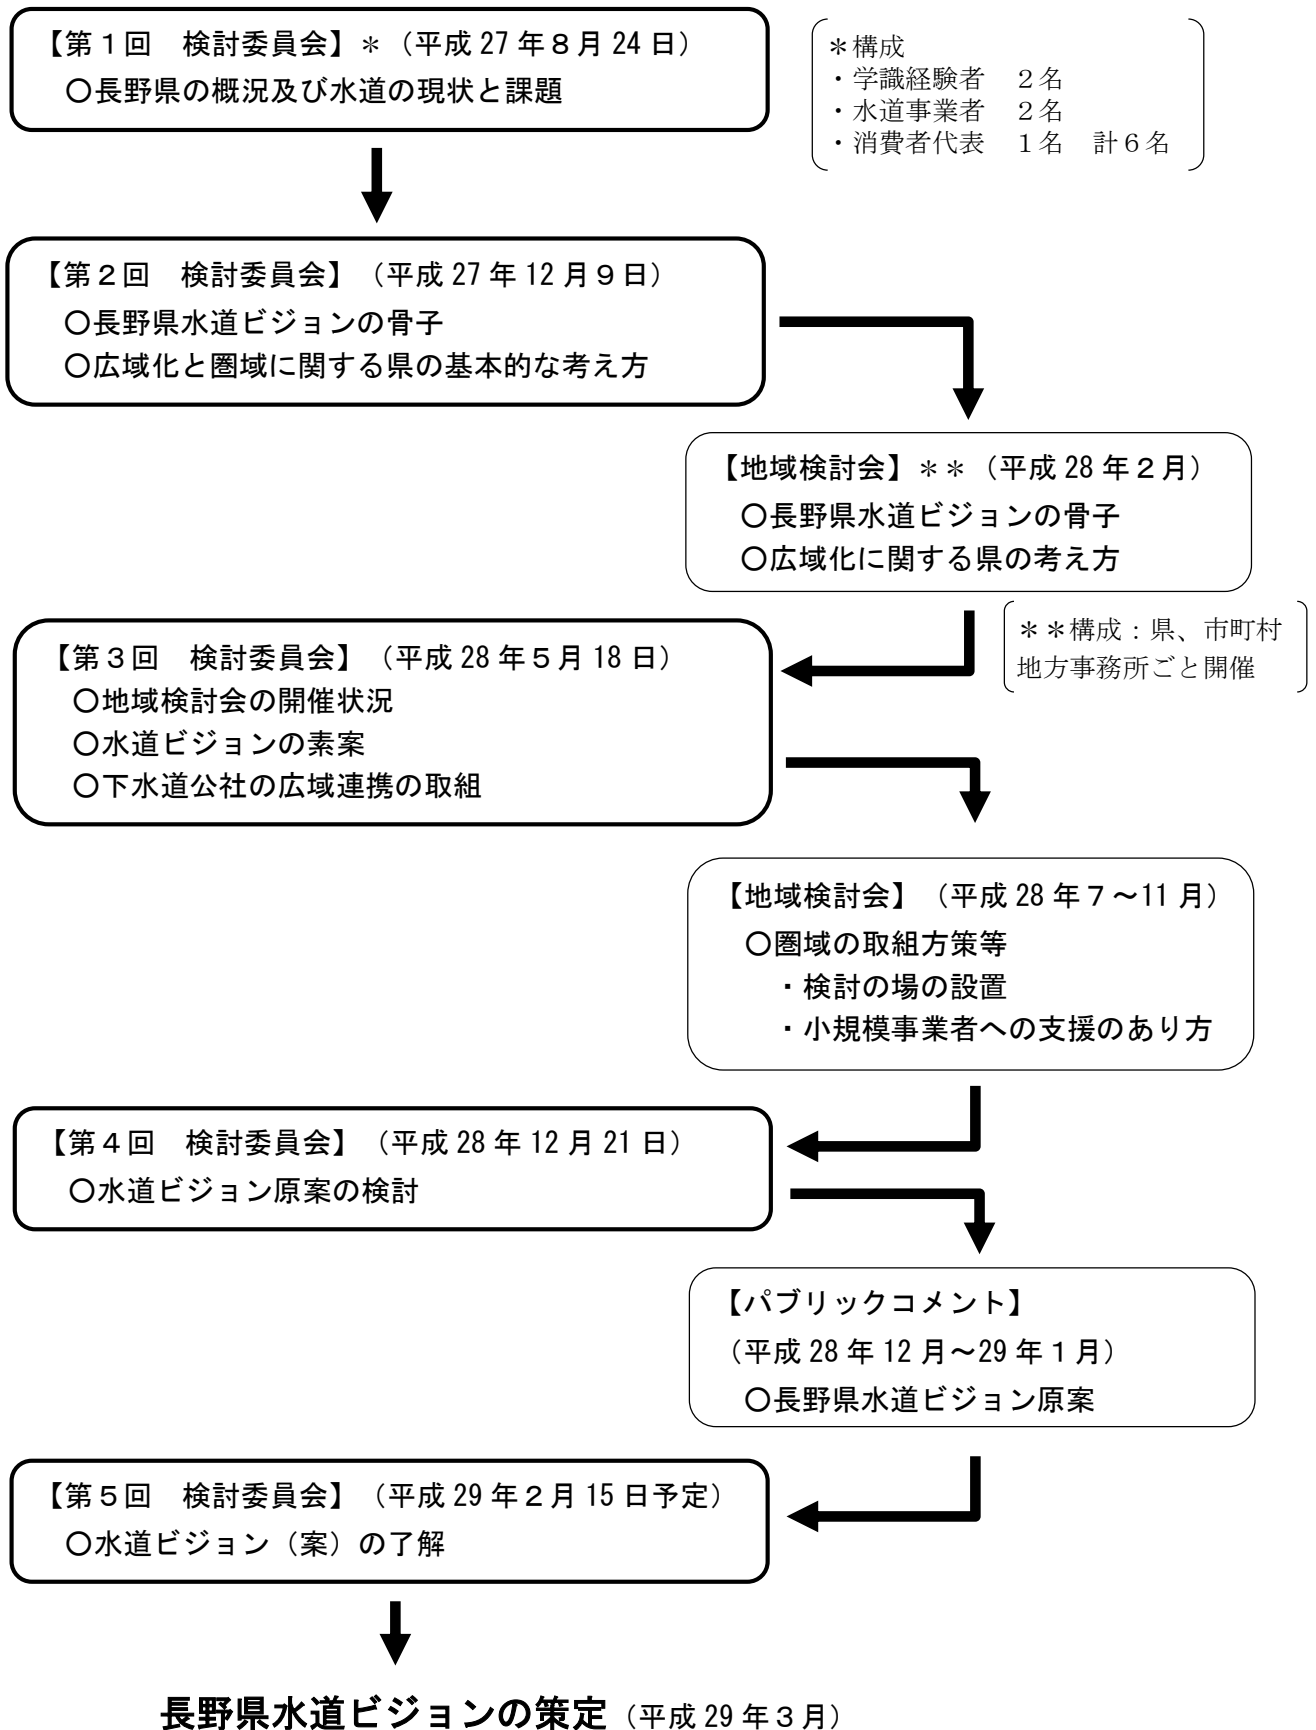 【第１回　検討委員会】＊（平成 27 年８月 24 日）
〇長野県の概況及び水道の現状と課題
＊構成
・学識経験者　２名
・水道事業者　２名
・消費者代表　１名　計６名
【第２回　検討委員会】（平成 27 年 12 月９日）
〇長野県水道ビジョンの骨子
〇広域化と圏域に関する県の基本的な考え方
【地域検討会】＊＊（平成 28 年２月）
〇長野県水道ビジョンの骨子
〇広域化に関する県の考え方
＊＊構成：県、市町村
地方事務所ごと開催
【第３回　検討委員会】（平成 28 年５月 18 日）
〇地域検討会の開催状況
〇水道ビジョンの素案
〇下水道公社の広域連携の取組
【地域検討会】（平成 28 年７～11 月）
〇圏域の取組方策等
・検討の場の設置
・小規模事業者への支援のあり方
【第４回　検討委員会】（平成 28 年 12 月 21 日）
〇水道ビジョン原案の検討
【パブリックコメント】
（平成 28 年 12 月～29 年１月）
〇長野県水道ビジョン原案
【第５回　検討委員会】（平成 29 年２月 15 日予定）
〇水道ビジョン（案）の了解
長野県水道ビジョンの策定（平成 29 年３月）